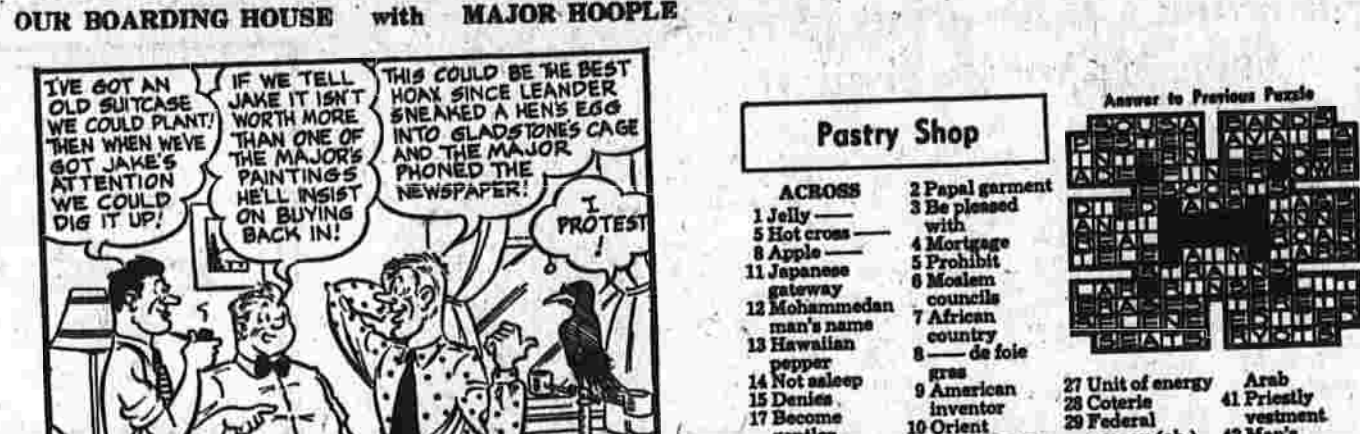 OUR BOARDING HOUSE with MAJOR HOOPLE
I'VE GOT AN
OLD SUITCASE
WE COULD PLANT!
THEN WHEN WE'VE
GOT JAKE'S
ATTENTION
WE COULD
DIG IT UP!
IF WE TELL
JAKE IT ISN'T
WORTH MORE
THAN ONE OF
THE MAJOR'S
PAINTINGS
HE'LL INSIST
ON BUYING
BACK IN!
THIS COULD BE THE BEST
HOAX SINCE LEANDER
SNEAKED A HEN'S EGG
INTO GLADSTONE'S CAGE
AND THE MAJOR
PHONED THE
NEWSPAPER!
I
PROTEST
!
Pastry Shop
ACROSS
1 Jelly ——
5 Hot cross ——
8 Apple ——
11 Japanese
gateway
12 Mohammedan
man's name
13 Hawaiian
pepper
14 Not asleep
15 Denies
17 Become
2 Papal garment
3 Be pleased
with
4 Mortgage
5 Prohibit
6 Moslem
councils
7 African
country
8 —— de foie
gras
9 American
inventor
10 Orient
Answer to Previous Puzzle
27 Unit of energy
28 Coterie
29 Federal
Arab
41 Priestly
vestment